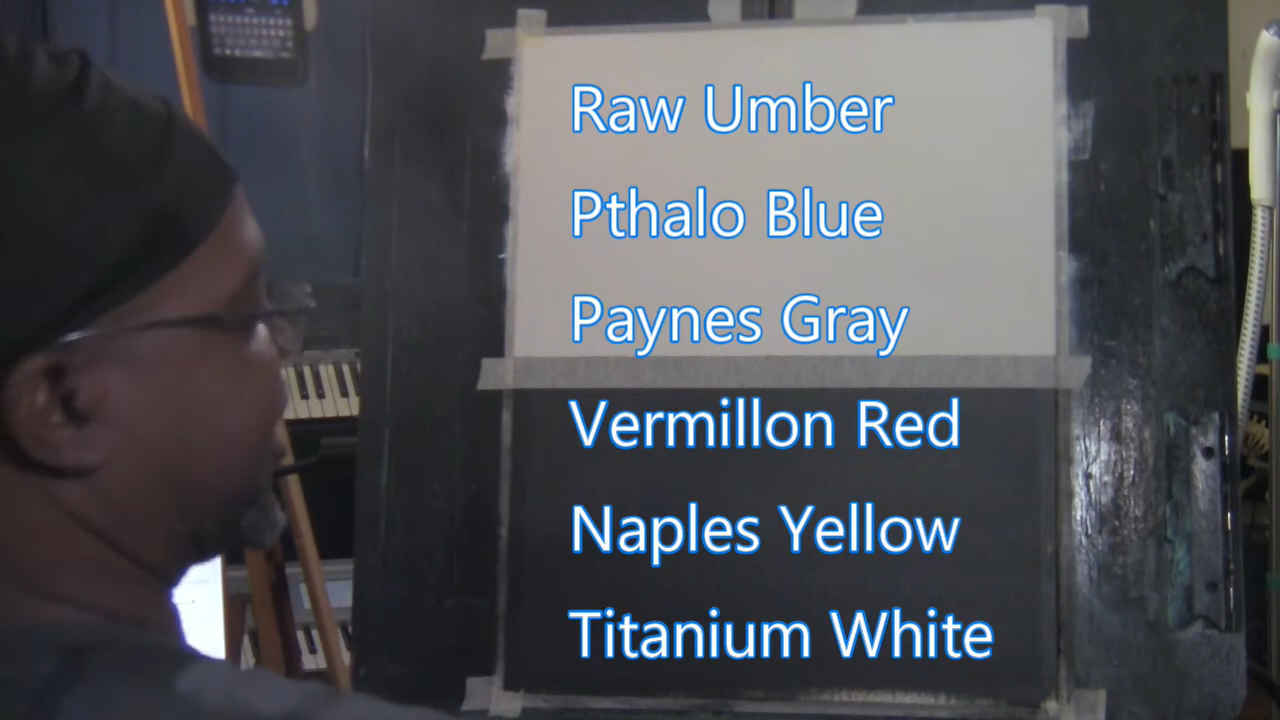 Raw Umber
Pthalo Blue
Paynes Gray
Vermillon Red
Naples Yellow
Titanium White